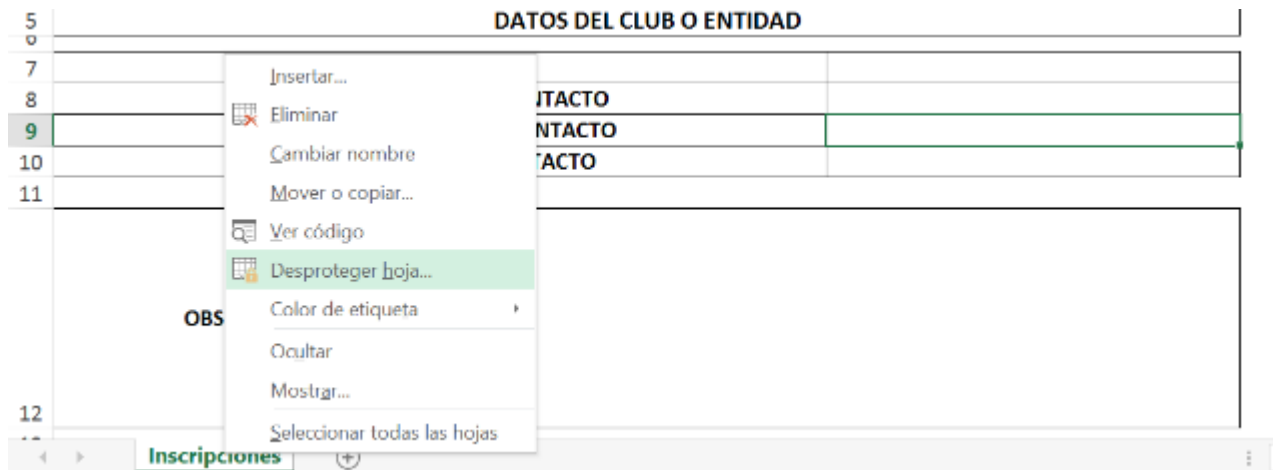 5 DATOS DEL CLUB O ENTIDAD
6
7
Insertar...
8 NTACTO
Eliminar
9 NTACTO
Cambiar nombre
10 TACTO
11
Mover o copiar...
Ver código
Desproteger hoja...
Color de etiqueta
OBS
Ocultar
Mostrar...
12
Seleccionar todas las hojas
Inscripciones